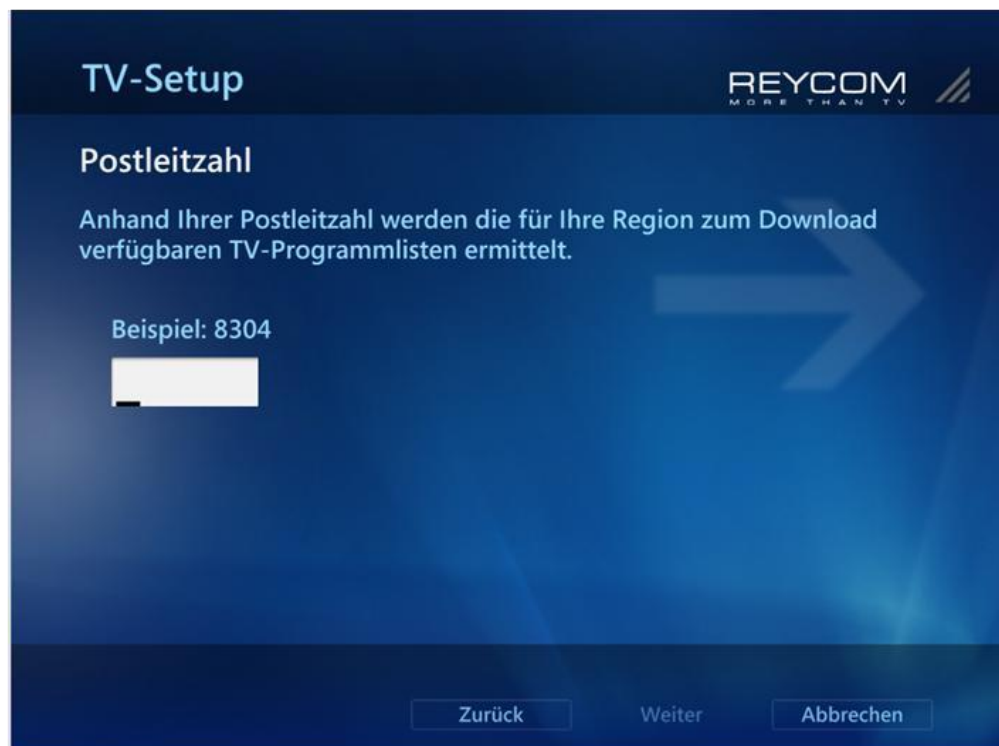 TV-Setup
REYCOM
MORE THAN TV
Postleitzahl
Anhand Ihrer Postleitzahl werden die für Ihre Region zum Download
verfügbaren TV-Programmlisten ermittelt.
Beispiel: 8304
Zurück Weiter Abbrechen